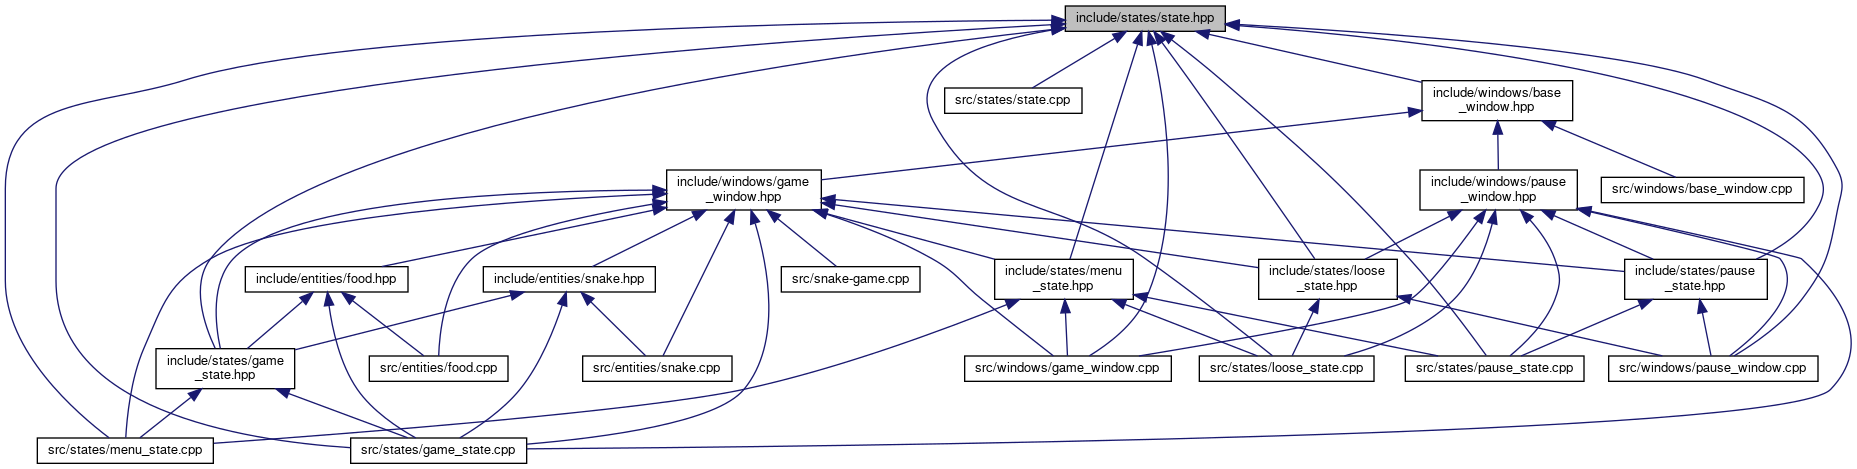 include/states/state.hpp
src/states/state.cpp
include/windows/base
_window.hpp
include/windows/game
_window.hpp
include/windows/pause
_window.hpp
src/windows/base_window.cpp
include/entities/food.hpp
include/entities/snake.hpp
src/snake-game.cpp
include/states/menu
_state.hpp
include/states/loose
_state.hpp
include/states/pause
_state.hpp
include/states/game
_state.hpp
src/entities/food.cpp
src/entities/snake.cpp
src/windows/game_window.cpp
src/states/loose_state.cpp
src/states/pause_state.cpp
src/windows/pause_window.cpp
src/states/menu_state.cpp
src/states/game_state.cpp